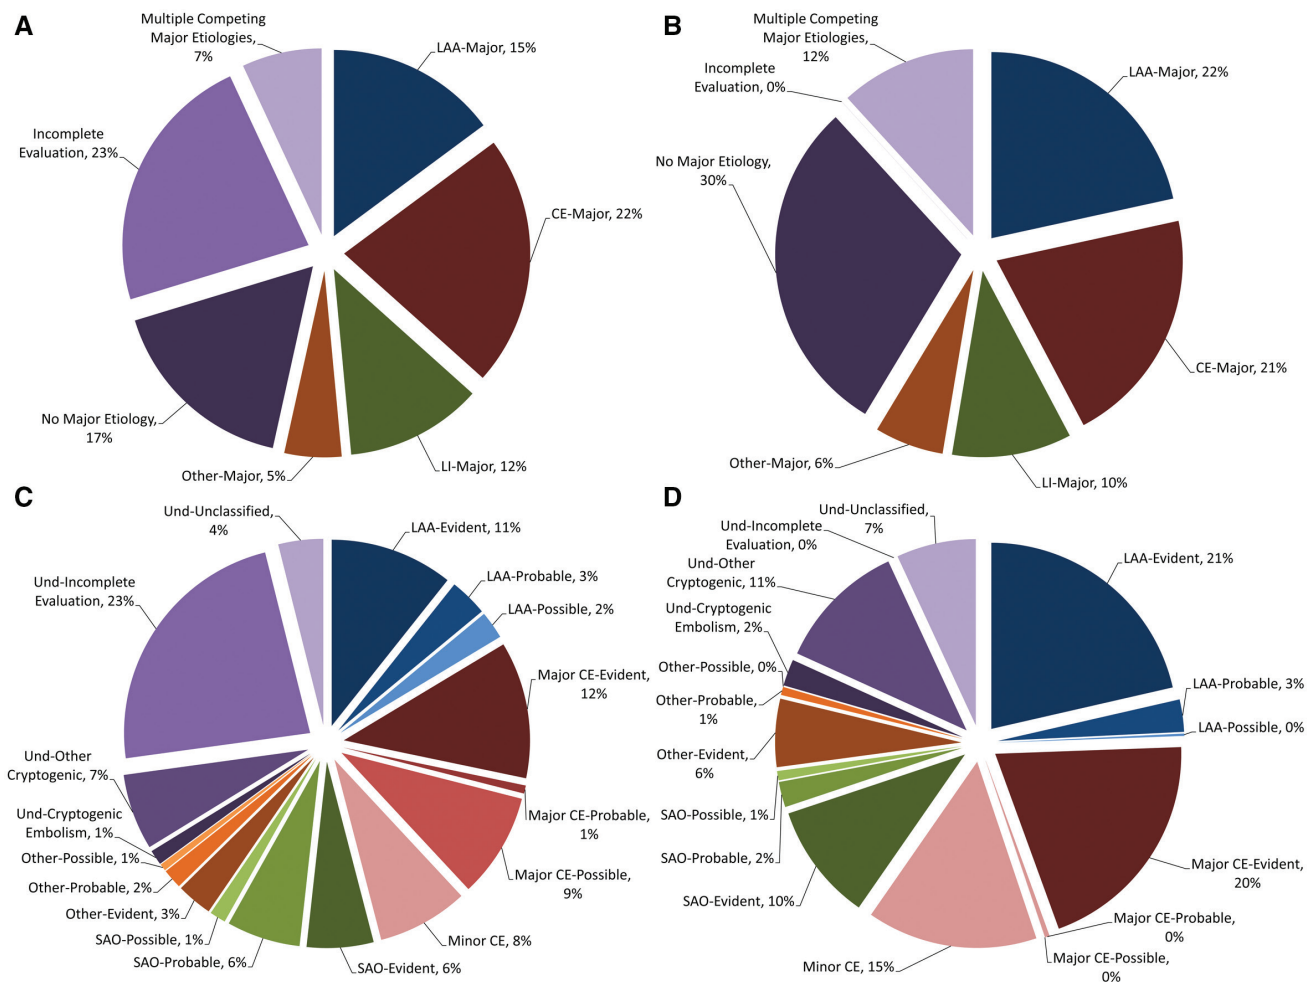 A
Multiple Competing
Major Etiologies,
7%
LAA-Major, 15%
Incomplete
Evaluation, 23%
CE-Major, 22%
No Major Etiology,
17%
Other-Major, 5%
LI-Major, 12%
B
Multiple Competing
Major Etiologies,
12%
Incomplete
Evaluation, 0%
LAA-Major, 22%
No Major Etiology,
30%
CE-Major, 21%
Other-Major, 6%
LI-Major, 10%
C
Und-Unclassified,
4%
LAA-Evident, 11%
LAA-Probable, 3%
LAA-Possible, 2%
Und-Incomplete
Evaluation, 23%
Major CE-Evident,
12%
Und-Other
Cryptogenic, 7%
Und-Cryptogenic
Embolism, 1%
Major CE-Probable,
1%
Other-Possible, 1%
Major CE-Possible,
9%
Other-Probable, 2%
Other-Evident, 3%
SAO-Possible, 1%
Minor CE, 8%
SAO-Probable, 6%
SAO-Evident, 6%
D
Und-Unclassified,
7%
Und-Incomplete
Evaluation, 0%
LAA-Evident, 21%
Und-Other
Cryptogenic, 11%
Und-Cryptogenic
Embolism, 2%
Other-Possible, 0%
LAA-Probable, 3%
Other-Probable,
1%
LAA-Possible, 0%
Other-Evident,
6%
SAO-Possible, 1%
SAO-Probable, 2%
Major CE-Evident,
20%
SAO-Evident, 10%
Major CE-Probable,
0%
Major CE-Possible,
0%
Minor CE, 15%